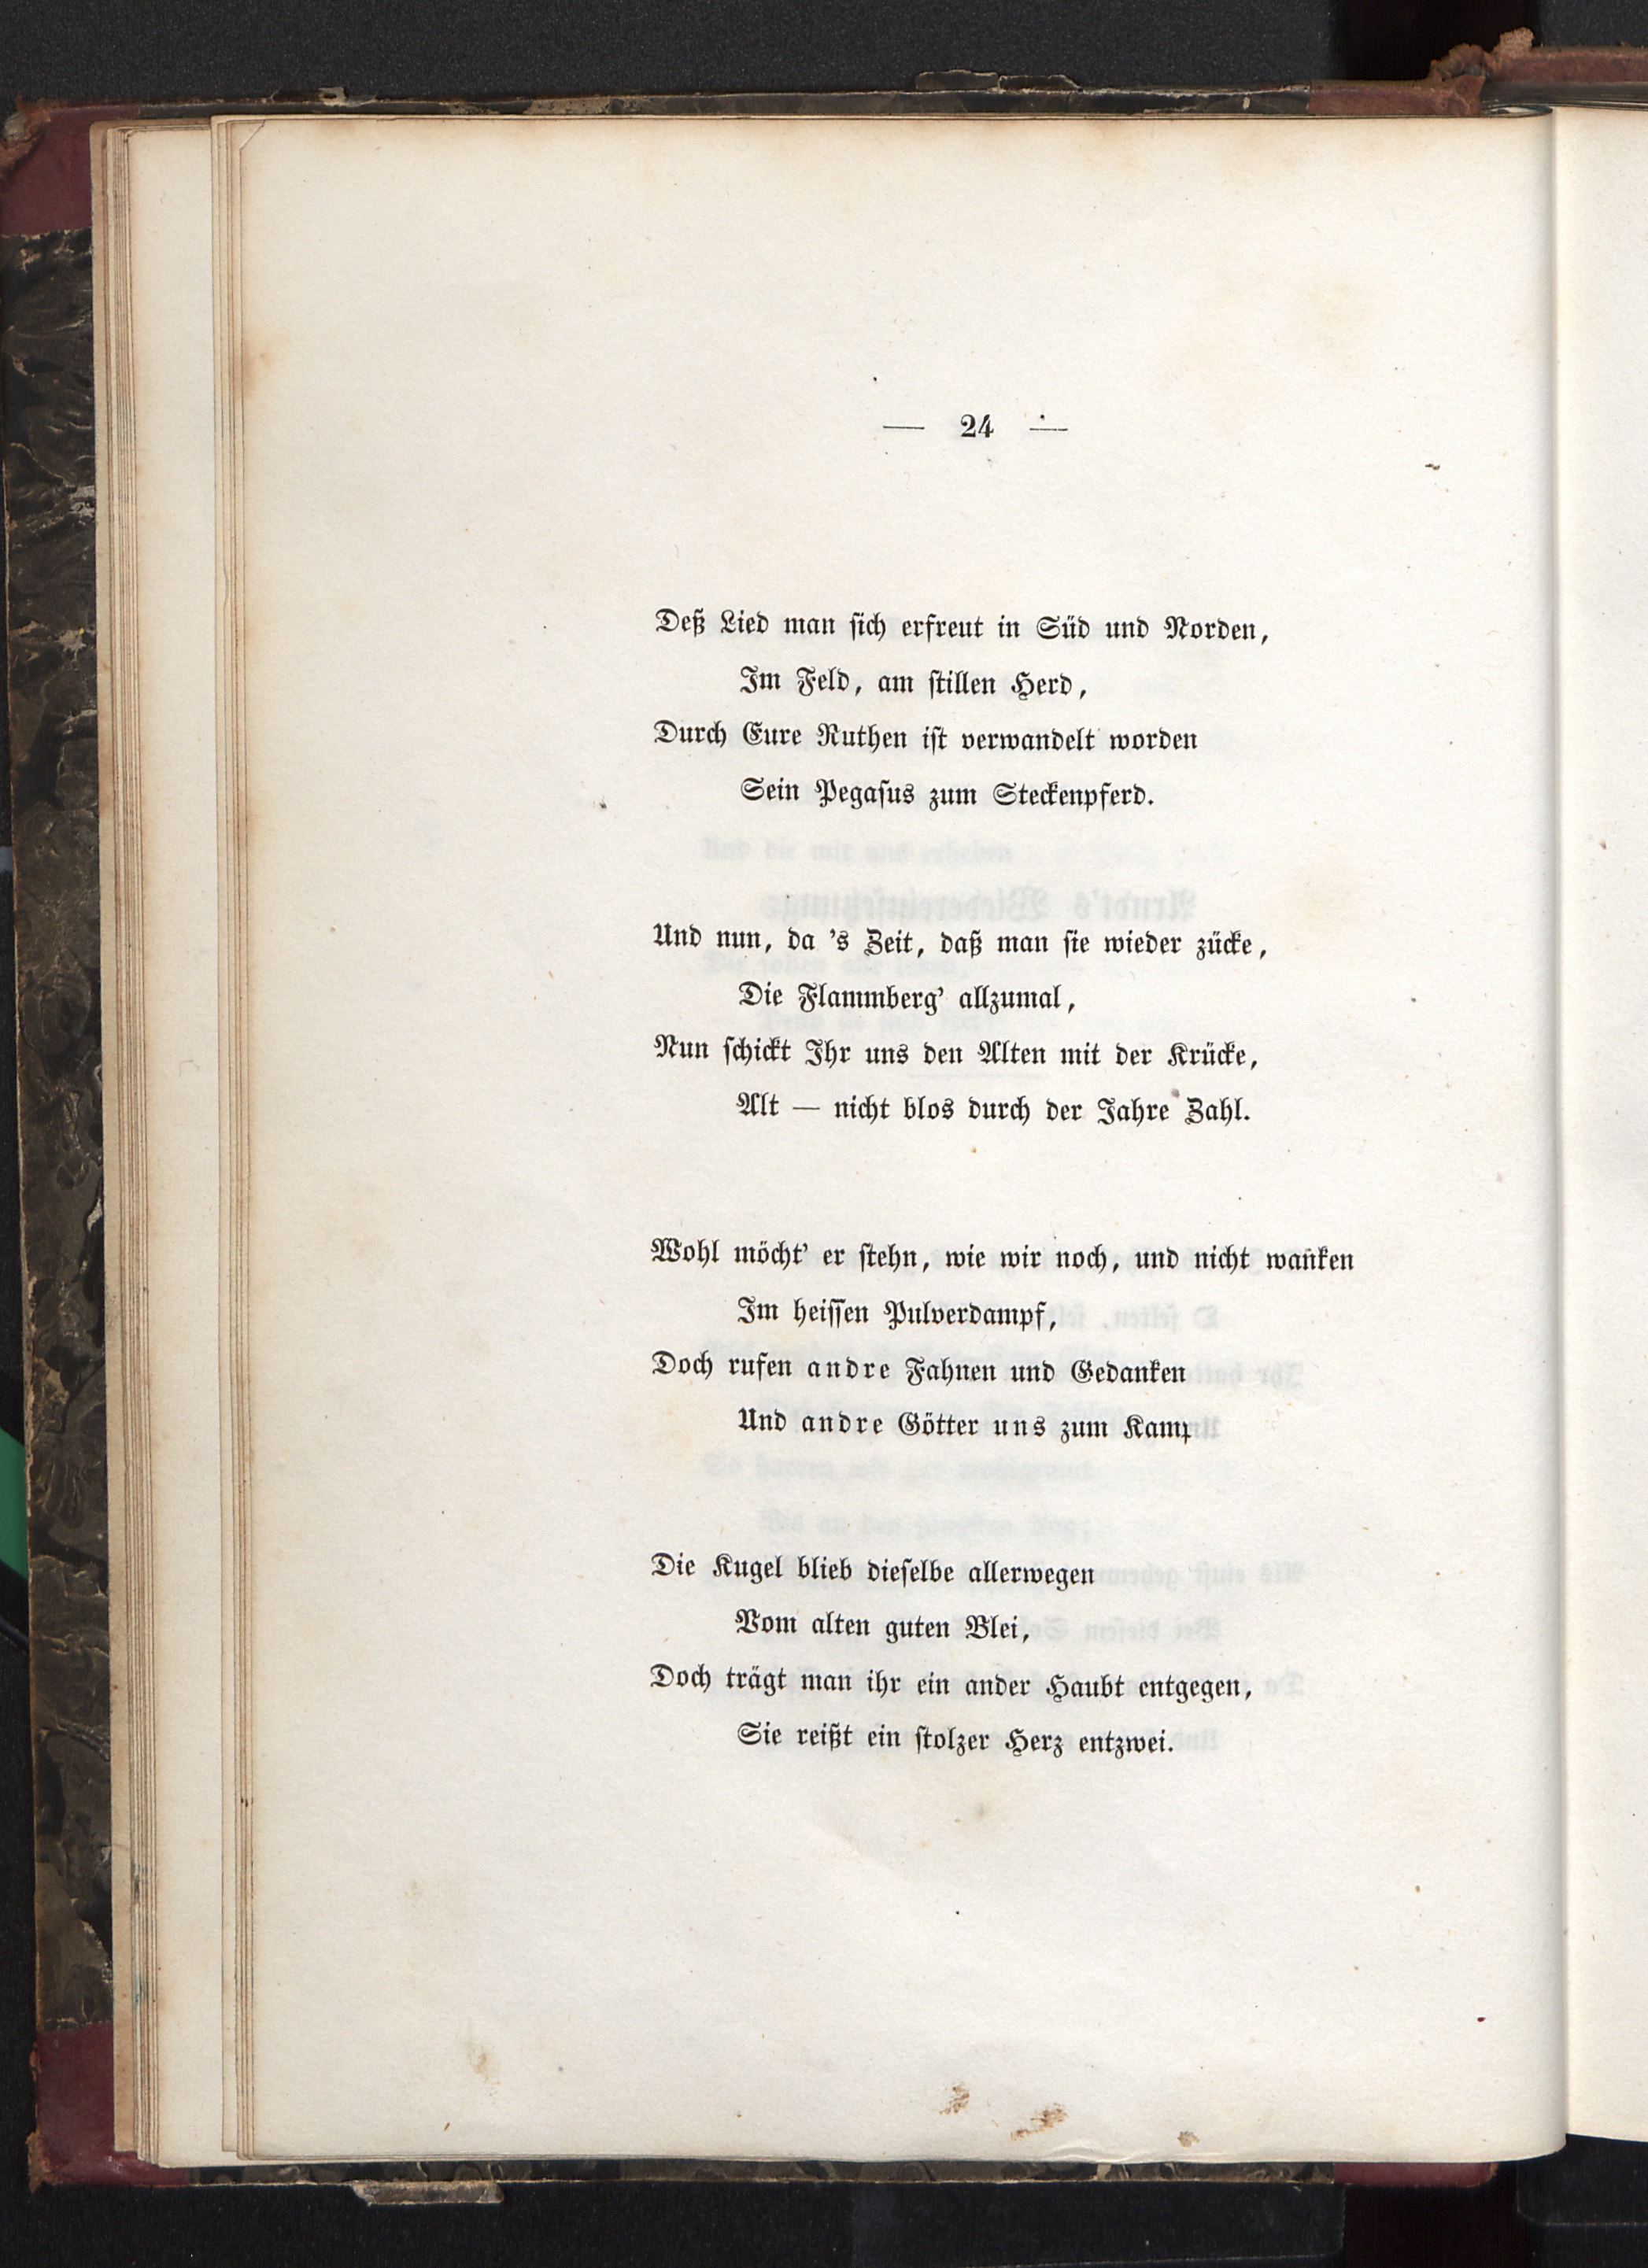 — 24 —
Deß Lied man sich erfreut in Süd und Norden,
Im Feld, am stillen Herd,
Durch Eure Ruthen ist verwandelt worden
Sein Pegasus zum Steckenpferd.
Und nun, da 's Zeit, daß man sie wieder zücke,
Die Flammberg' allzumal,
Nun schickt Ihr uns den Alten mit der Krücke,
Alt — nicht blos durch der Jahre Zahl.
Wohl möcht' er stehn, wie wir noch, und nicht wanken
Im heissen Pulverdampf,
Doch rufen andre Fahnen und Gedanken
Und andre Götter uns zum Kamp
Die Kugel blieb dieselbe allerwegen
Vom alten guten Blei,
Doch trägt man ihr ein ander Haubt entgegen,
Sie reißt ein stolzer Herz entzwei.